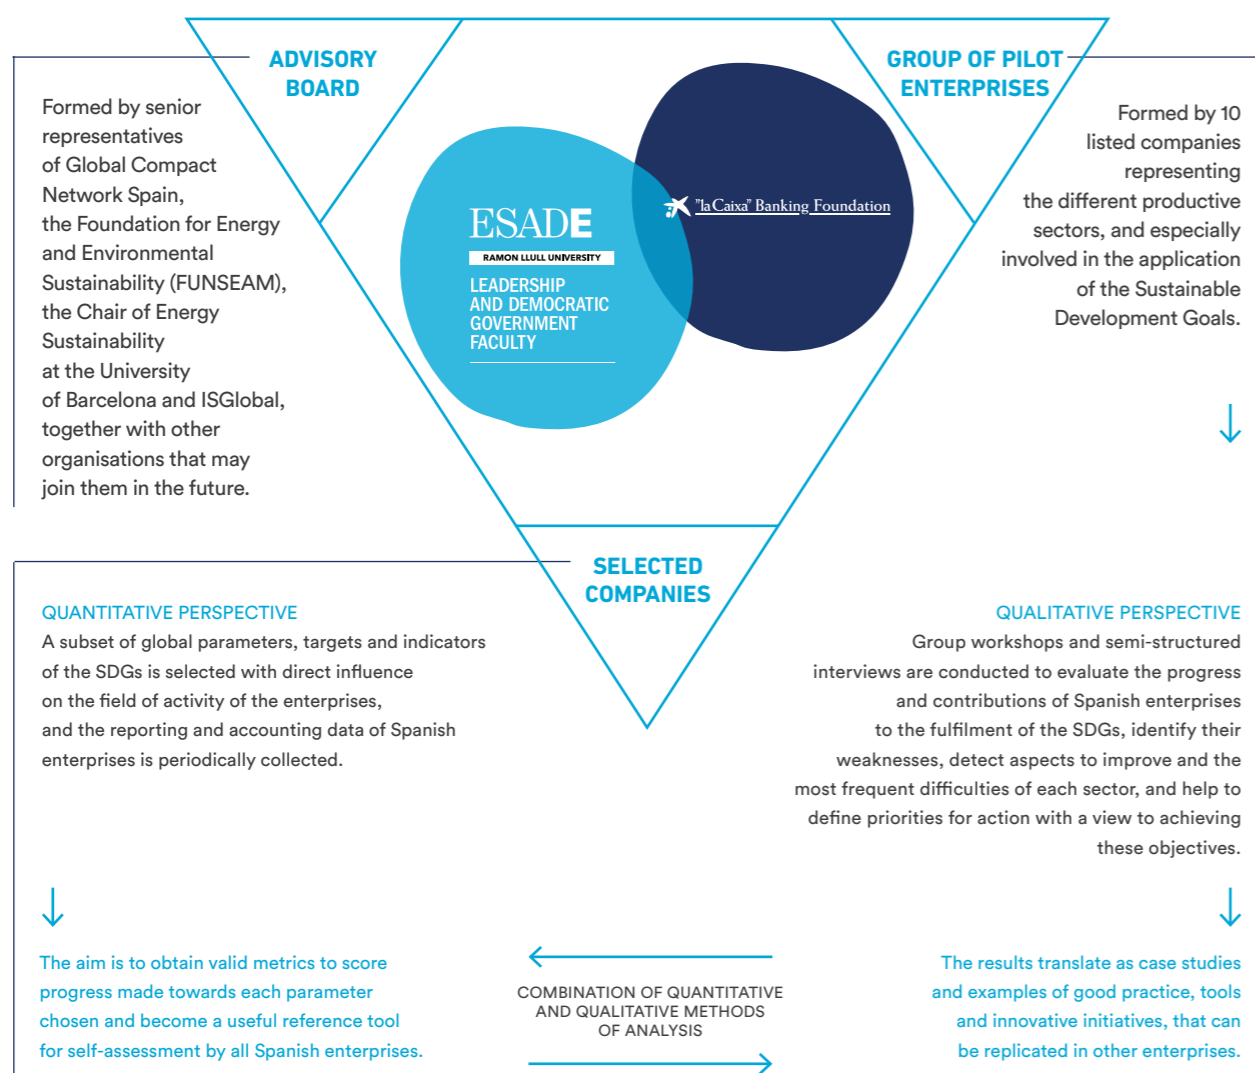 ADVISORY
BOARD
Formed by senior
representatives
of Global Compact
Network Spain,
the Foundation for Energy
and Environmental
Sustainability (FUNSEAM),
the Chair of Energy
Sustainability
at the University
of Barcelona and ISGlobal,
together with other
organisations that may
join them in the future.
ESADE
RAMON LLULL UNIVERSITY
LEADERSHIP
AND DEMOCRATIC
GOVERNMENT
FACULTY
"la Caixa" Banking Foundation
GROUP OF PILOT
ENTERPRISES
Formed by 10
listed companies
representing
the different productive
sectors, and especially
involved in the application
of the Sustainable
Development Goals.
SELECTED
COMPANIES
QUANTITATIVE PERSPECTIVE
A subset of global parameters, targets and indicators
of the SDGs is selected with direct influence
on the field of activity of the enterprises,
and the reporting and accounting data of Spanish
enterprises is periodically collected.
The aim is to obtain valid metrics to score
progress made towards each parameter
chosen and become a useful reference tool
for self-assessment by all Spanish enterprises.
COMBINATION OF QUANTITATIVE
AND QUALITATIVE METHODS
OF ANALYSIS
QUALITATIVE PERSPECTIVE
Group workshops and semi-structured
interviews are conducted to evaluate the progress
and contributions of Spanish enterprises
to the fulfilment of the SDGs, identify their
weaknesses, detect aspects to improve and the
most frequent difficulties of each sector, and help to
define priorities for action with a view to achieving
these objectives.
The results translate as case studies
and examples of good practice, tools
and innovative initiatives, that can
be replicated in other enterprises.